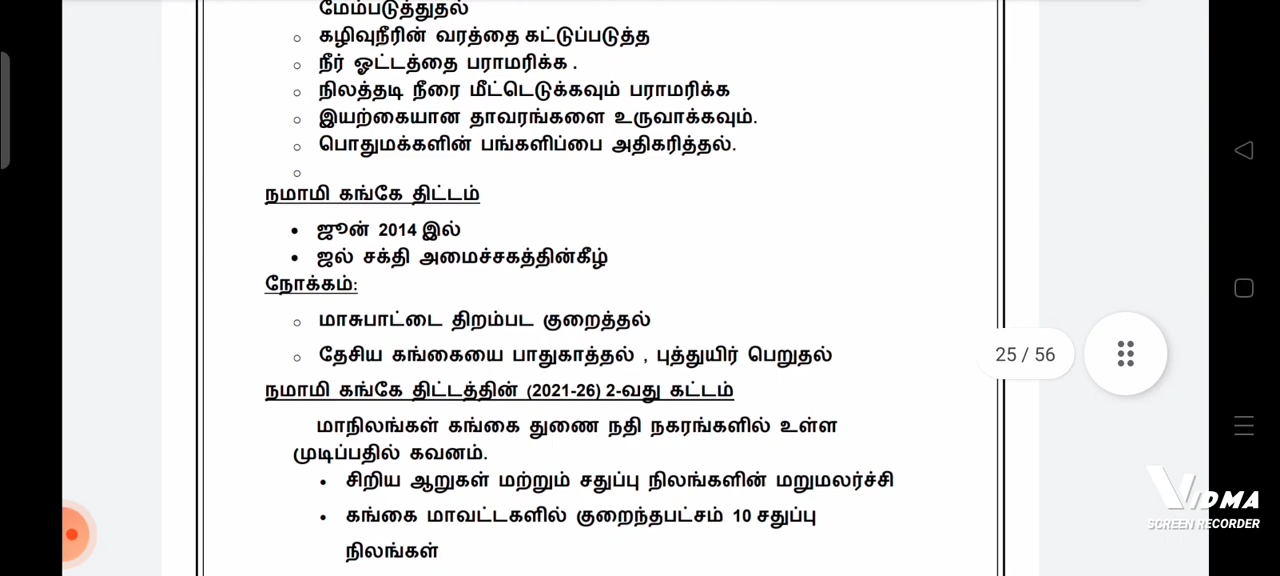 மேம்படுத்துதல்
கழிவுநீரின் வரத்தை கட்டுப்படுத்த
நீர் ஓட்டத்தை பராமரிக்க .
நிலத்தடி நீரை மீட்டெடுக்கவும் பராமரிக்க
இயற்கையான தாவரங்களை உருவாக்கவும்.
பொதுமக்களின் பங்களிப்பை அதிகரித்தல்.
நமாமி கங்கே திட்டம்
ஜூன் 2014 இல்
ஜல் சக்தி அமைச்சகத்தின்கீழ்
நோக்கம்:
மாசுபாட்டை திறம்பட குறைத்தல்
தேசிய கங்கையை பாதுகாத்தல் , புத்துயிர் பெறுதல்
25 / 56
நமாமி கங்கே திட்டத்தின் (2021-26) 2-வது கட்டம்
மாநிலங்கள் கங்கை துணை நதி நகரங்களில் உள்ள
முடிப்பதில் கவனம்.
சிறிய ஆறுகள் மற்றும் சதுப்பு நிலங்களின் மறுமலர்ச்சி
கங்கை மாவட்டகளில் குறைந்தபட்சம் 10 சதுப்பு
நிலங்கள்
VIDMA
SCREEN RECORDER